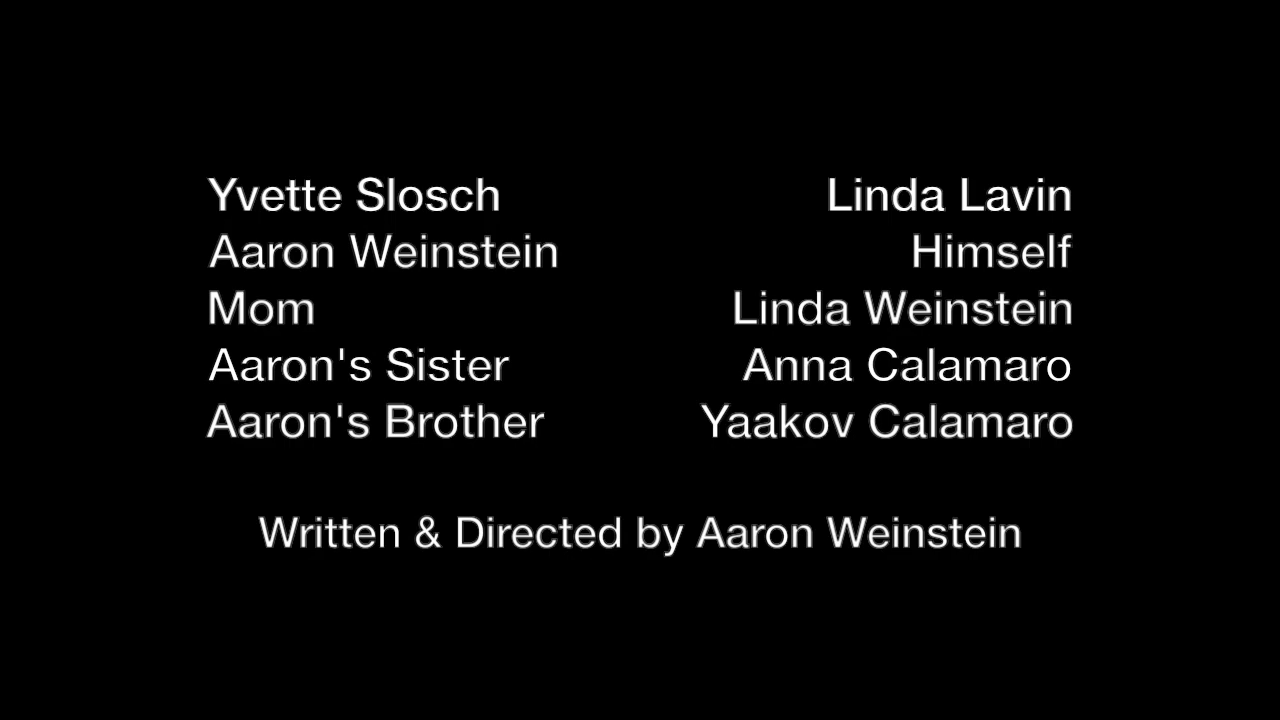 Yvette Slosch Linda Lavin
Aaron Weinstein Himself
Mom Linda Weinstein
Aaron's Sister Anna Calamaro
Aaron's Brother Yaakov Calamaro
Written & Directed by Aaron Weinstein